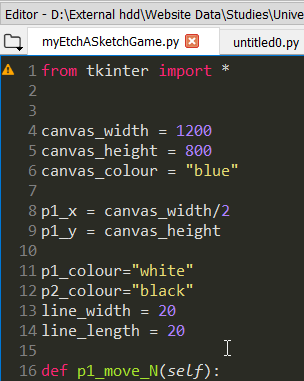 Editor - D:\External hdd\Website Data\Studies\Unive
myEtchASketchGame.py untitled0.py
1 from tkinter import *
2
3
4 canvas_width = 1200
5 canvas_height = 800
6 canvas_colour = "blue"
7
8 p1_x = canvas_width/2
9 p1_y = canvas_height
10
11 p1_colour="white"
12 p2_colour="black"
13 line_width = 20
14 line_length = 20
15
16 def p1_move_N(self):